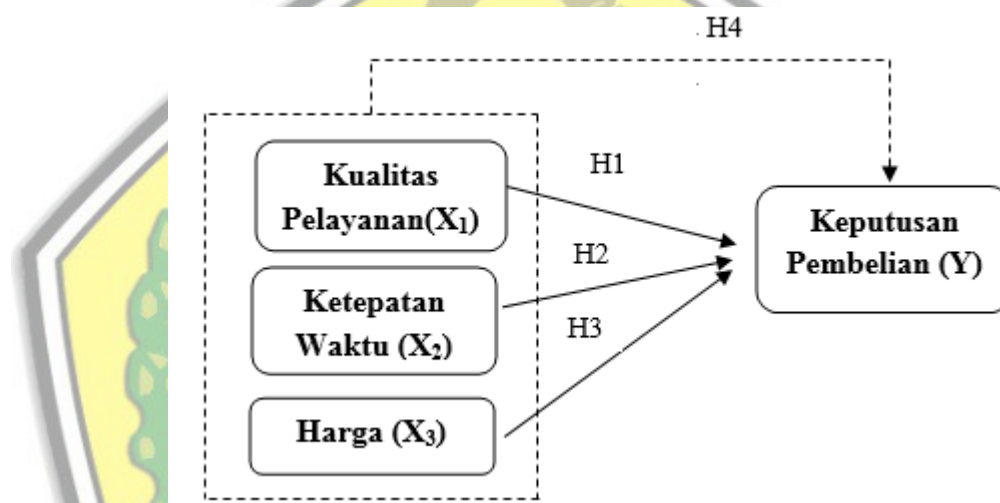 H4
Kualitas
Pelayanan(X₁)
H1
Keputusan
Pembelian (Y)
H2
Ketepatan
Waktu (X₂)
H3
Harga (X₃)